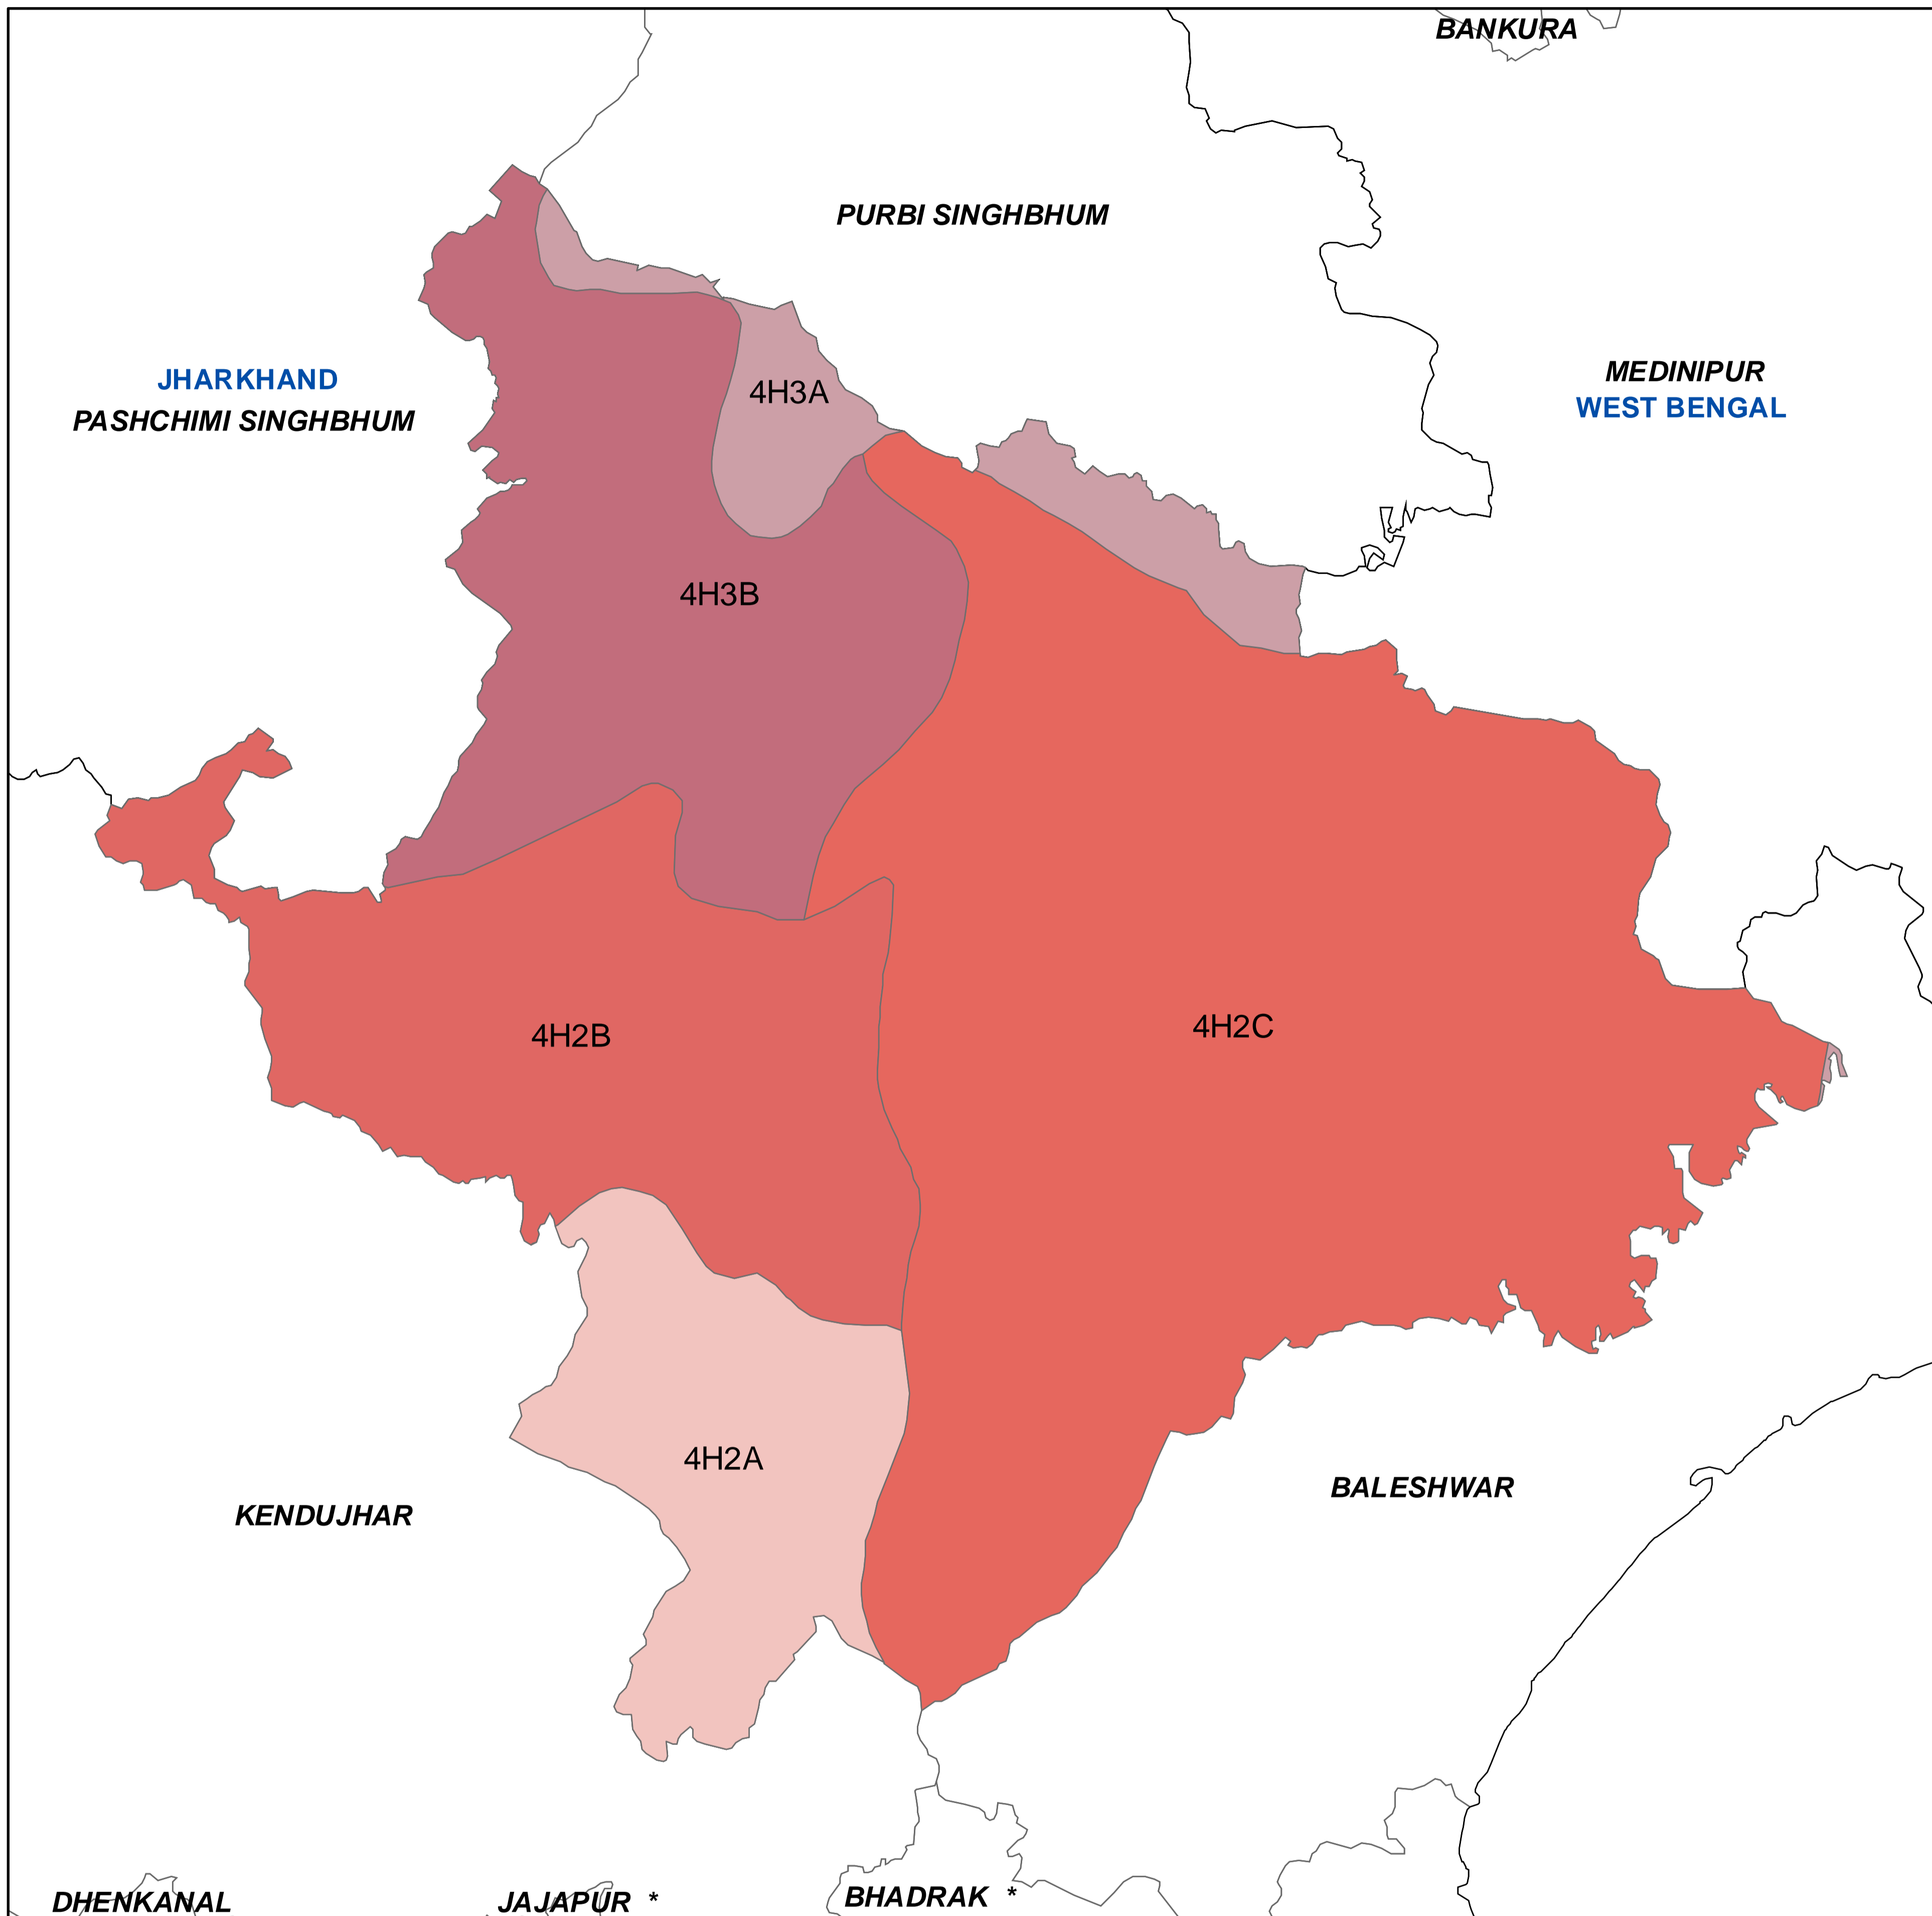 BANKURA
PURBI SINGHBHUM
JHARKHAND
PASHCHIMI SINGHBHUM
MEDINIPUR
WEST BENGAL
4H3A
4H3B
4H2B
4H2C
4H2A
KENDUJHAR
BALESHWAR
DHENKANAL
JAJAPUR *
BHADRAK *